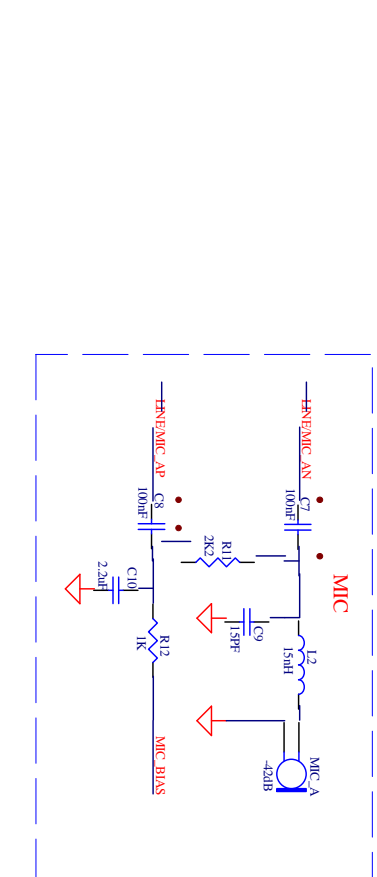 MIC
LINE/MIC_AN
C7
100nF
L2
15nH
MIC_A
-42dB
C9
15PF
R11
2K2
LINE/MIC_AP
C8
100nF
C10
2.2uF
R12
1K
MIC_BIAS